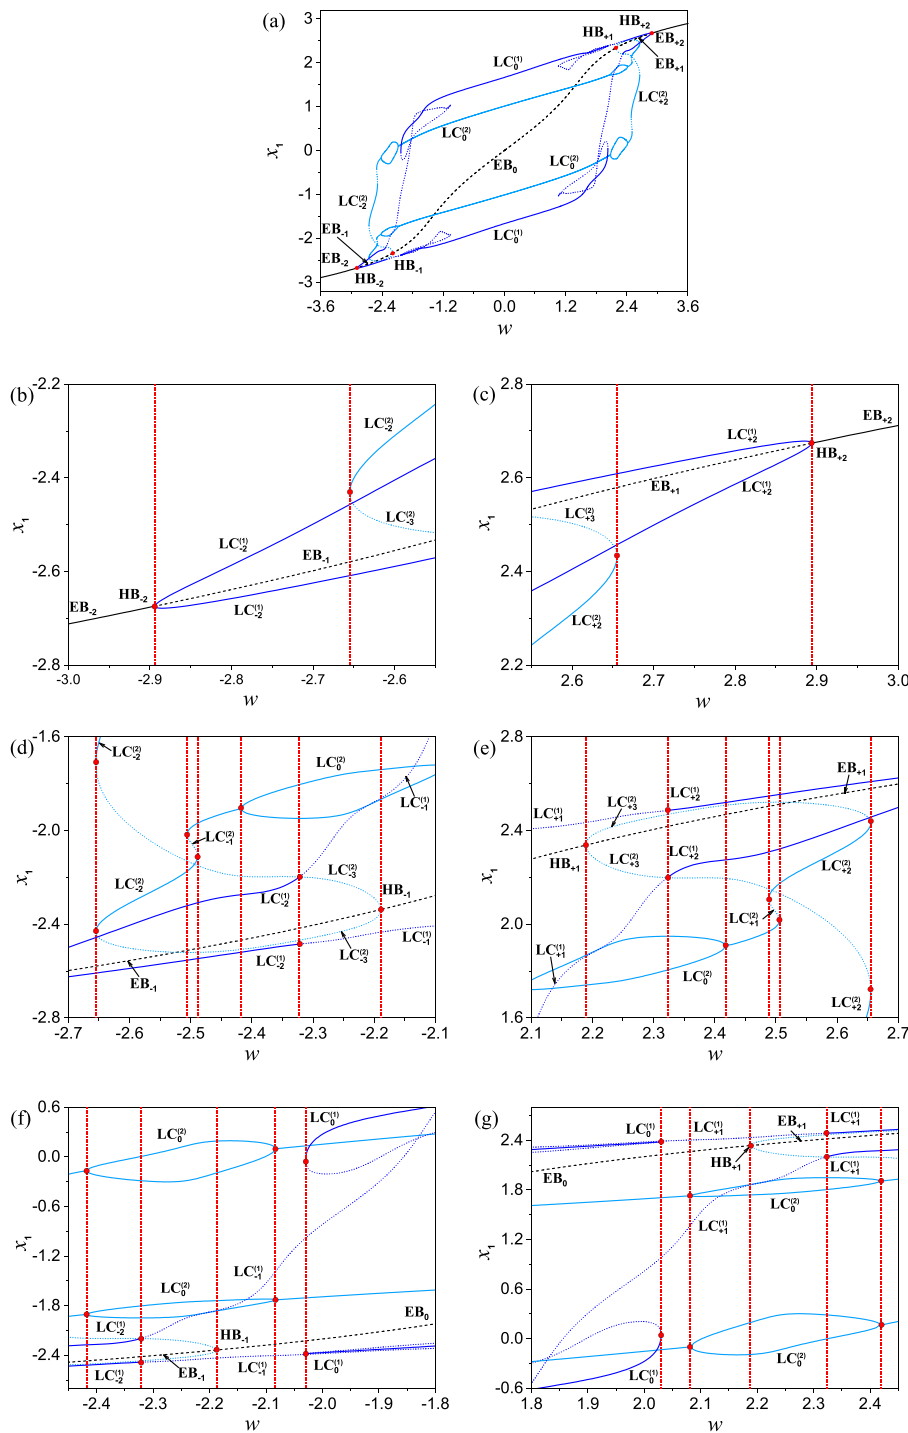 (a)
HB+2
HB+1
EB+2
EB+1
LC0(1)
LC+2(2)
LC0(2)
EB0
LC0(2)
LC-2(2)
LC0(1)
EB-1
EB-2
HB-1
HB-2
3
2
1
0
-1
-2
-3
x1
-3.6 -2.4 -1.2 0.0 1.2 2.4 3.6
w
(b)
-2.2
-2.4
-2.6
-2.8
x1
LC-2(2)
LC-3(2)
LC-2(1)
EB-1
HB-2
EB-2
LC-2(1)
-3.0 -2.9 -2.8 -2.7 -2.6
w
(c)
2.8
2.6
2.4
2.2
x1
EB+2
LC+2(1)
HB+2
EB+1
LC+2(1)
LC+3(2)
LC+2(2)
2.6 2.7 2.8 2.9 3.0
w
(d)
-1.6
-2.0
-2.4
-2.8
x1
LC-2(2)
LC0(2)
LC-1(1)
LC-1(2)
LC-2(2)
LC-3(2)
LC-2(1)
HB-1
LC-1(1)
LC-2(1)
LC-3(2)
EB-1
-2.7 -2.6 -2.5 -2.4 -2.3 -2.2 -2.1
w
(e)
2.8
2.4
2.0
1.6
x1
EB+1
LC+1(1)
LC+3(2)
LC+2(1)
HB+1
LC+3(2)
LC+2(1)
LC+2(2)
LC+1(2)
LC+1(1)
LC0(2)
LC+2(2)
2.1 2.2 2.3 2.4 2.5 2.6 2.7
w
(f)
0.6
0.0
-0.6
-1.2
-1.8
-2.4
x1
LC0(1)
LC0(2)
LC-1(1)
LC0(2)
LC-2(1)
EB0
HB-1
LC-2(1)
EB-1
LC-1(1)
LC0(1)
-2.4 -2.3 -2.2 -2.1 -2.0 -1.9 -1.8
w
(g)
2.4
1.8
1.2
0.6
0.0
-0.6
x1
LC0(1)
LC+1(1)
EB+1
LC+1(1)
HB+1
LC+1(1)
EB0
LC0(2)
LC+1(1)
LC0(1)
LC0(2)
1.8 1.9 2.0 2.1 2.2 2.3 2.4
w